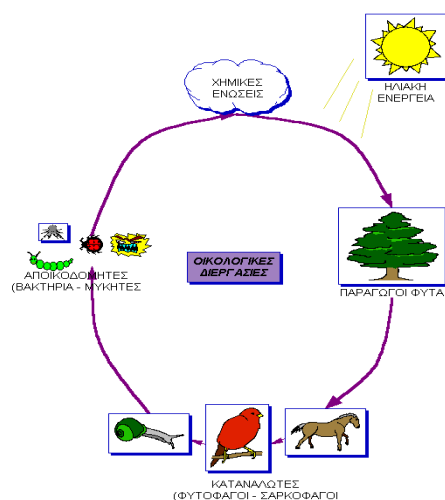 ΧΗΜΙΚΕΣ
ΕΝΩΣΕΙΣ
ΗΛΙΑΚΗ
ΕΝΕΡΓΕΙΑ
ΠΑΡΑΓΩΓΟΙ ΦΥΤΑ
ΟΙΚΟΛΟΓΙΚΕΣ
ΔΙΕΡΓΑΣΙΕΣ
ΑΠΟΙΚΟΔΟΜΗΤΕΣ
(ΒΑΚΤΗΡΙΑ - ΜΥΚΗΤΕΣ
ΚΑΤΑΝΑΛΩΤΕΣ
(ΦΥΤΟΦΑΓΟΙ - ΣΑΡΚΟΦΑΓΟΙ